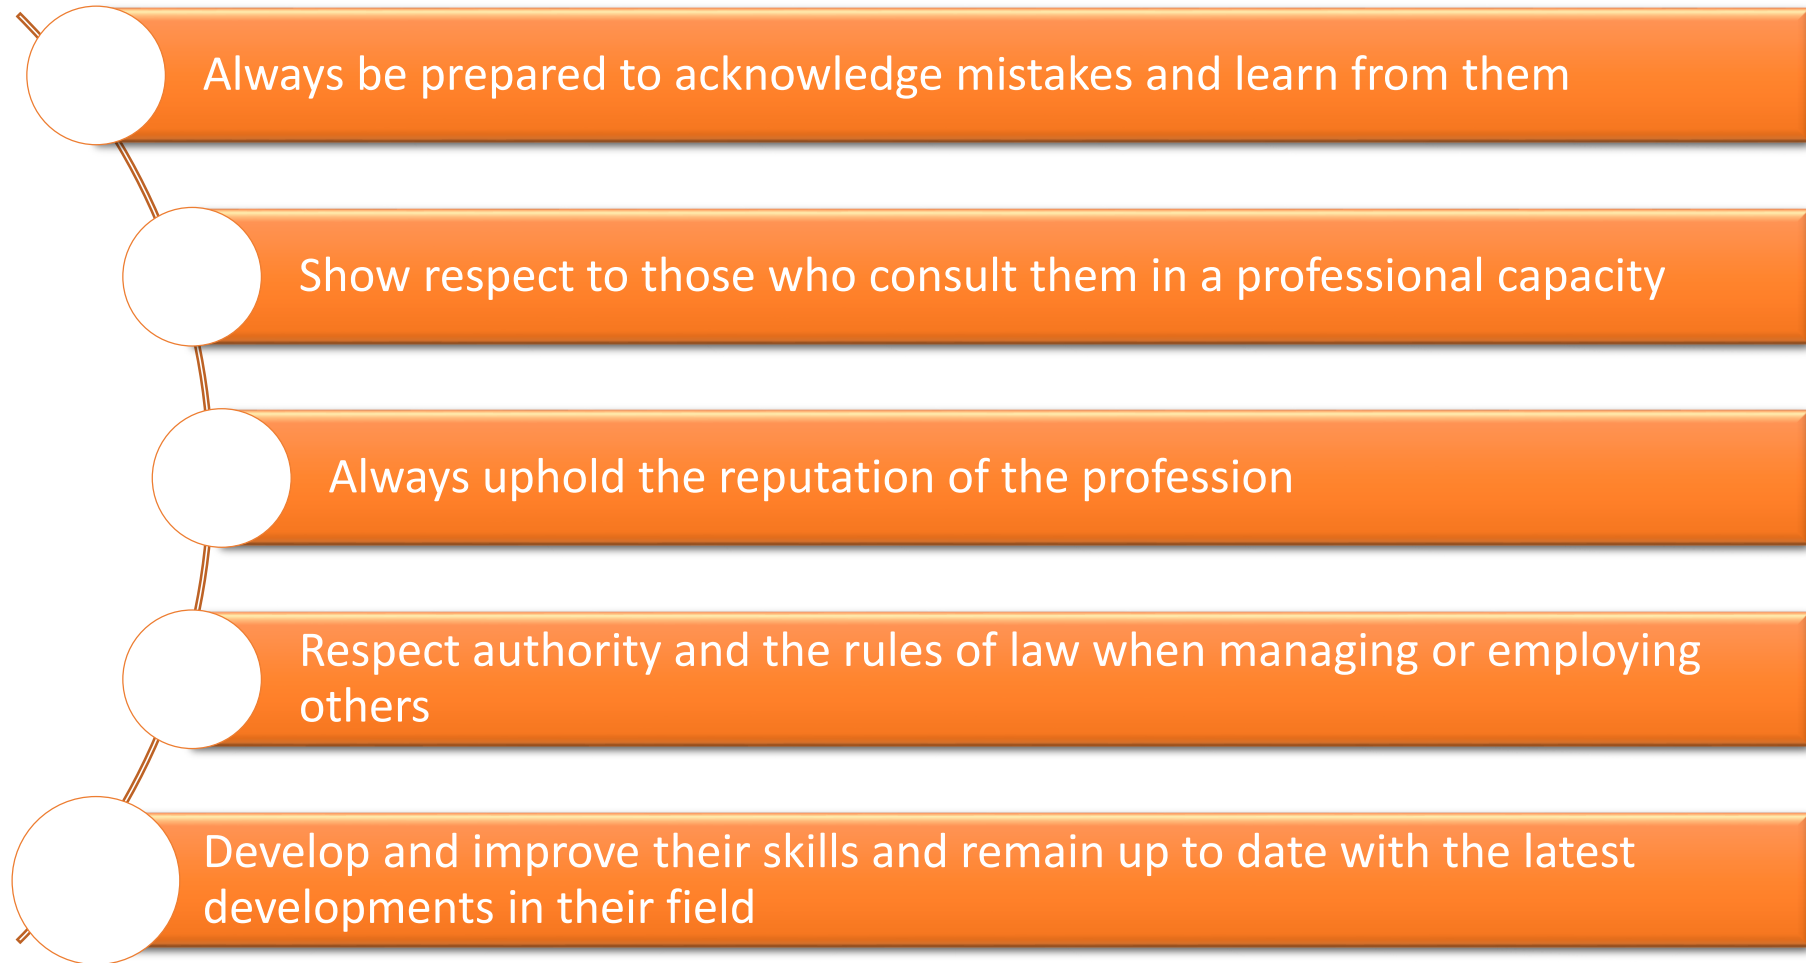 Always be prepared to acknowledge mistakes and learn from them
Show respect to those who consult them in a professional capacity
Always uphold the reputation of the profession
Respect authority and the rules of law when managing or employing
others
Develop and improve their skills and remain up to date with the latest
developments in their field